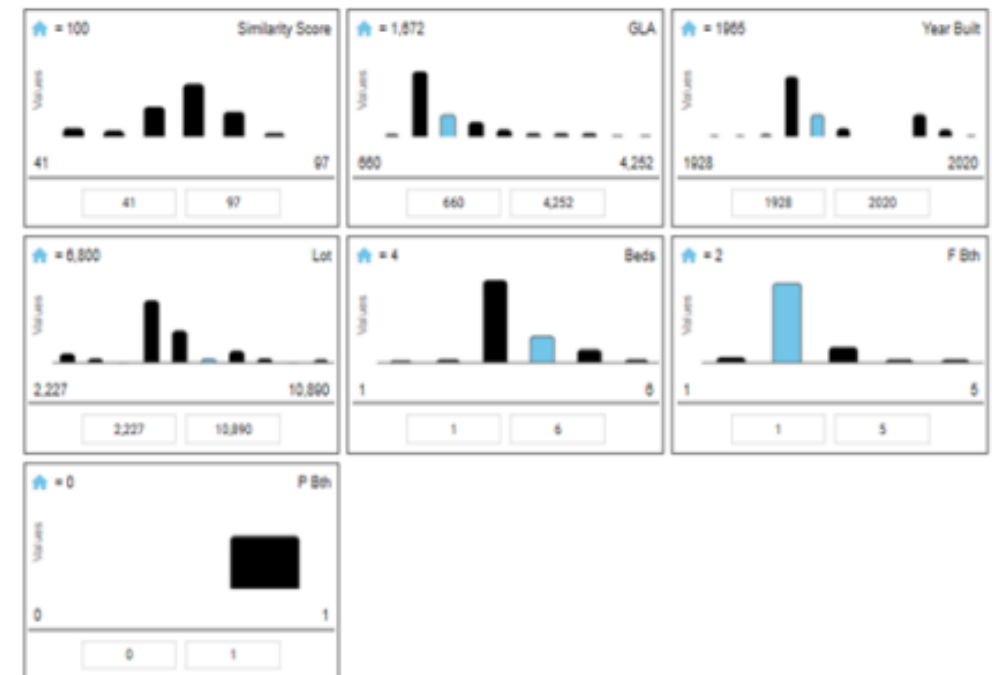 = 100 Similarity Score
Values
41 97
41 97
= 1,672 GLA
Values
660 4,252
660 4,252
= 1965 Year Built
Values
1928 2020
1928 2020
= 6,800 Lot
Values
2,227 10,890
2,227 10,890
= 4 Beds
Values
1 6
1 6
= 2 F Bth
Values
1 5
1 5
= 0 P Bth
Values
0 1
0 1